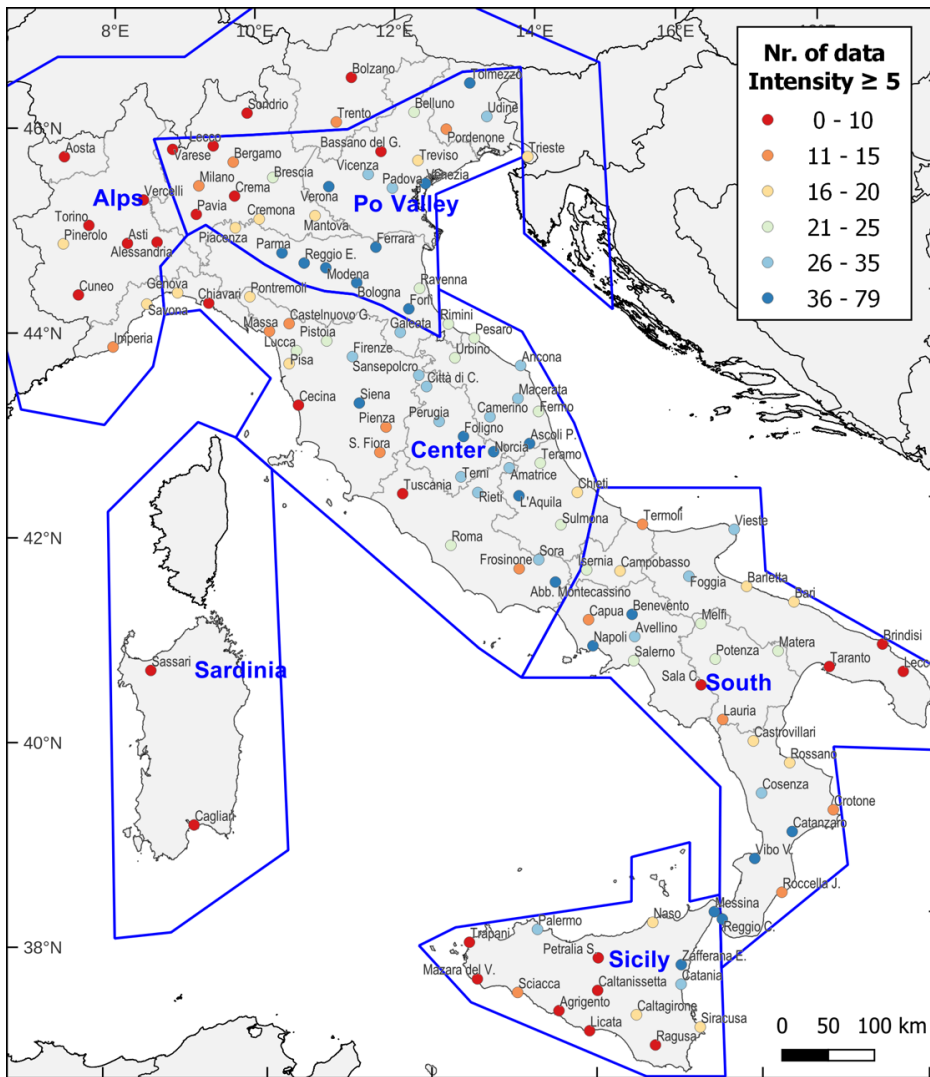 8°E
10°E
12°E
14°E
16°E
18°E
46°N
44°N
42°N
40°N
38°N
Nr. of data
Intensity ≥ 5
0 - 10
11 - 15
16 - 20
21 - 25
26 - 35
36 - 79
Bolzano
Tolmezzo
Sondrio
Trento
Belluno
Udine
Aosta
Lecco
Varese
Bergamo
Bassano del G.
Pordenone
Trieste
Treviso
Vicenza
Brescia
Milano
Crema
Verona
Padova
Venezia
Alps
Vercelli
Pavia
Cremona
Mantova
Po Valley
Torino
Pinerolo
Asti
Alessandria
Piacenza
Parma
Reggio E.
Ferrara
Modena
Bologna
Ravenna
Cuneo
Genova
Savona
Chiavari
Pontremoli
Forlì
Imperia
Massa
Castelnuovo G.
Galeata
Rimini
Pesaro
Pistoia
Lucca
Pisa
Firenze
Sansepolcro
Urbino
Ancona
Città di C.
Cecina
Siena
Macerata
Pienza
Perugia
Camerino
Fermo
S. Fiora
Foligno
Center
Norcia
Ascoli P.
Teramo
Amatrice
Terni
Tuscania
Rieti
L'Aquila
Chieti
Sulmona
Termoli
Vieste
Roma
Sora
Isernia
Frosinone
Campobasso
Foggia
Barletta
Abb. Montecassino
Bari
Capua
Benevento
Melfi
Napoli
Avellino
Brindisi
Salerno
Potenza
Matera
Taranto
Lecce
Sassari
Sardinia
Sala C.
South
Lauria
Castrovillari
Rossano
Cosenza
Crotone
Cagliari
Catanzaro
Vibo V.
Roccella J.
Messina
Reggio C.
Naso
Palermo
Trapani
Petralia S.
Sicily
Zafferana E.
Mazara del V.
Caltanissetta
Catania
Sciacca
Agrigento
Caltagirone
Siracusa
Licata
Ragusa
0 50 100 km